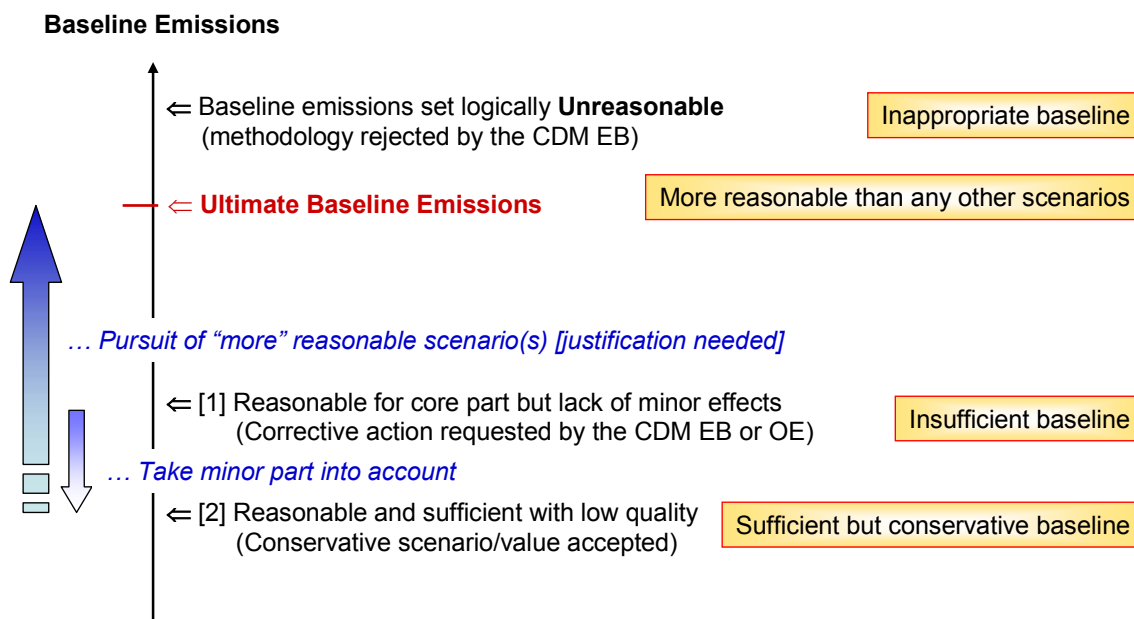 Baseline Emissions
⇐ Baseline emissions set logically Unreasonable
(methodology rejected by the CDM EB)
Inappropriate baseline
⇐ Ultimate Baseline Emissions
More reasonable than any other scenarios
… Pursuit of “more” reasonable scenario(s) [justification needed]
⇐ [1] Reasonable for core part but lack of minor effects
(Corrective action requested by the CDM EB or OE)
Insufficient baseline
… Take minor part into account
⇐ [2] Reasonable and sufficient with low quality
(Conservative scenario/value accepted)
Sufficient but conservative baseline